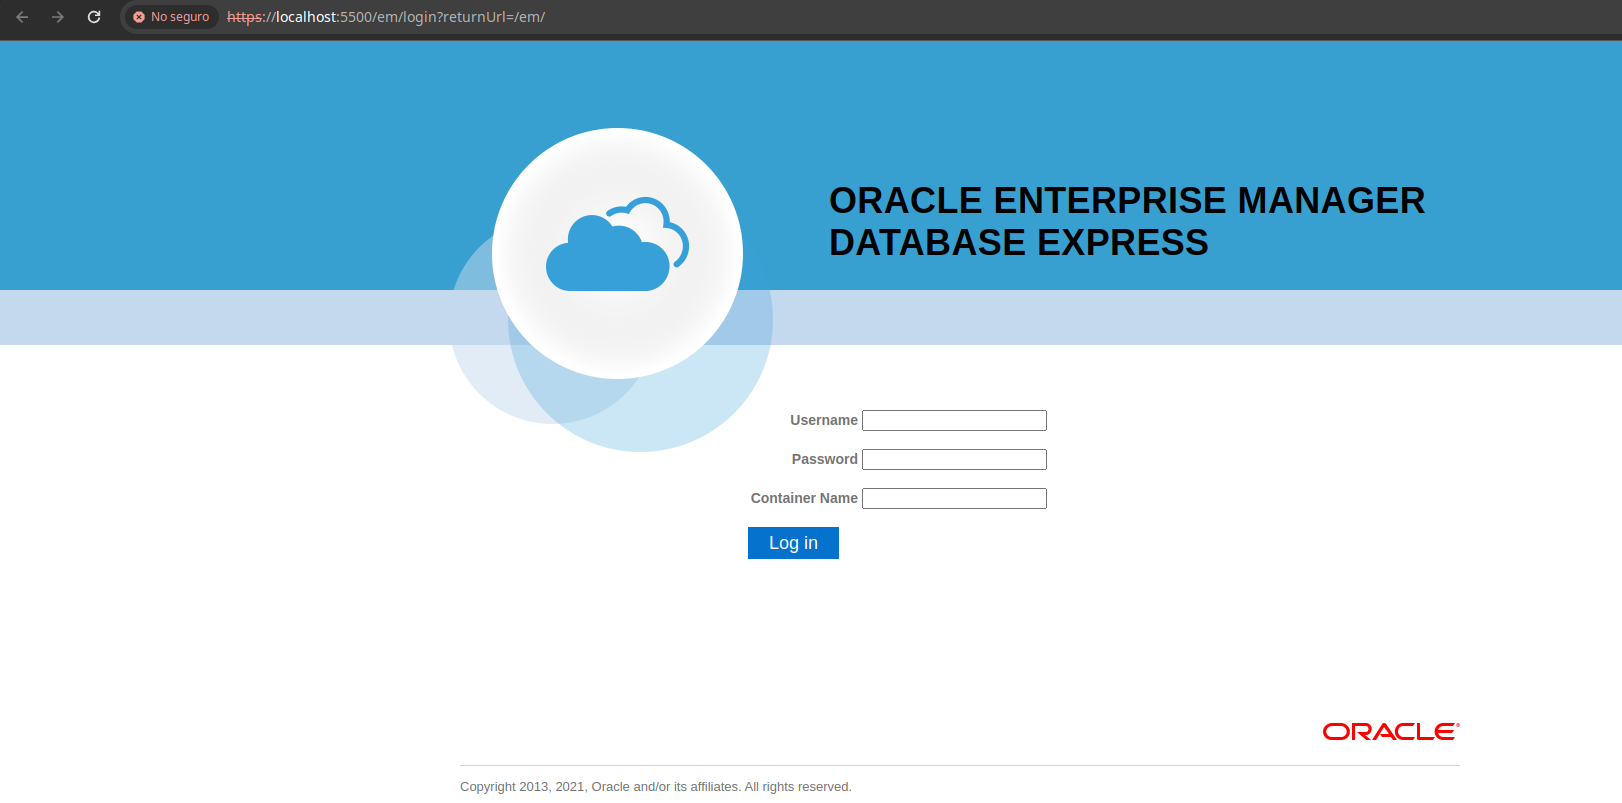 No seguro https://localhost:5500/em/login?returnUrl=/em/
ORACLE ENTERPRISE MANAGER
DATABASE EXPRESS
Username
Password
Container Name
Log in
ORACLE®
Copyright 2013, 2021, Oracle and/or its affiliates. All rights reserved.